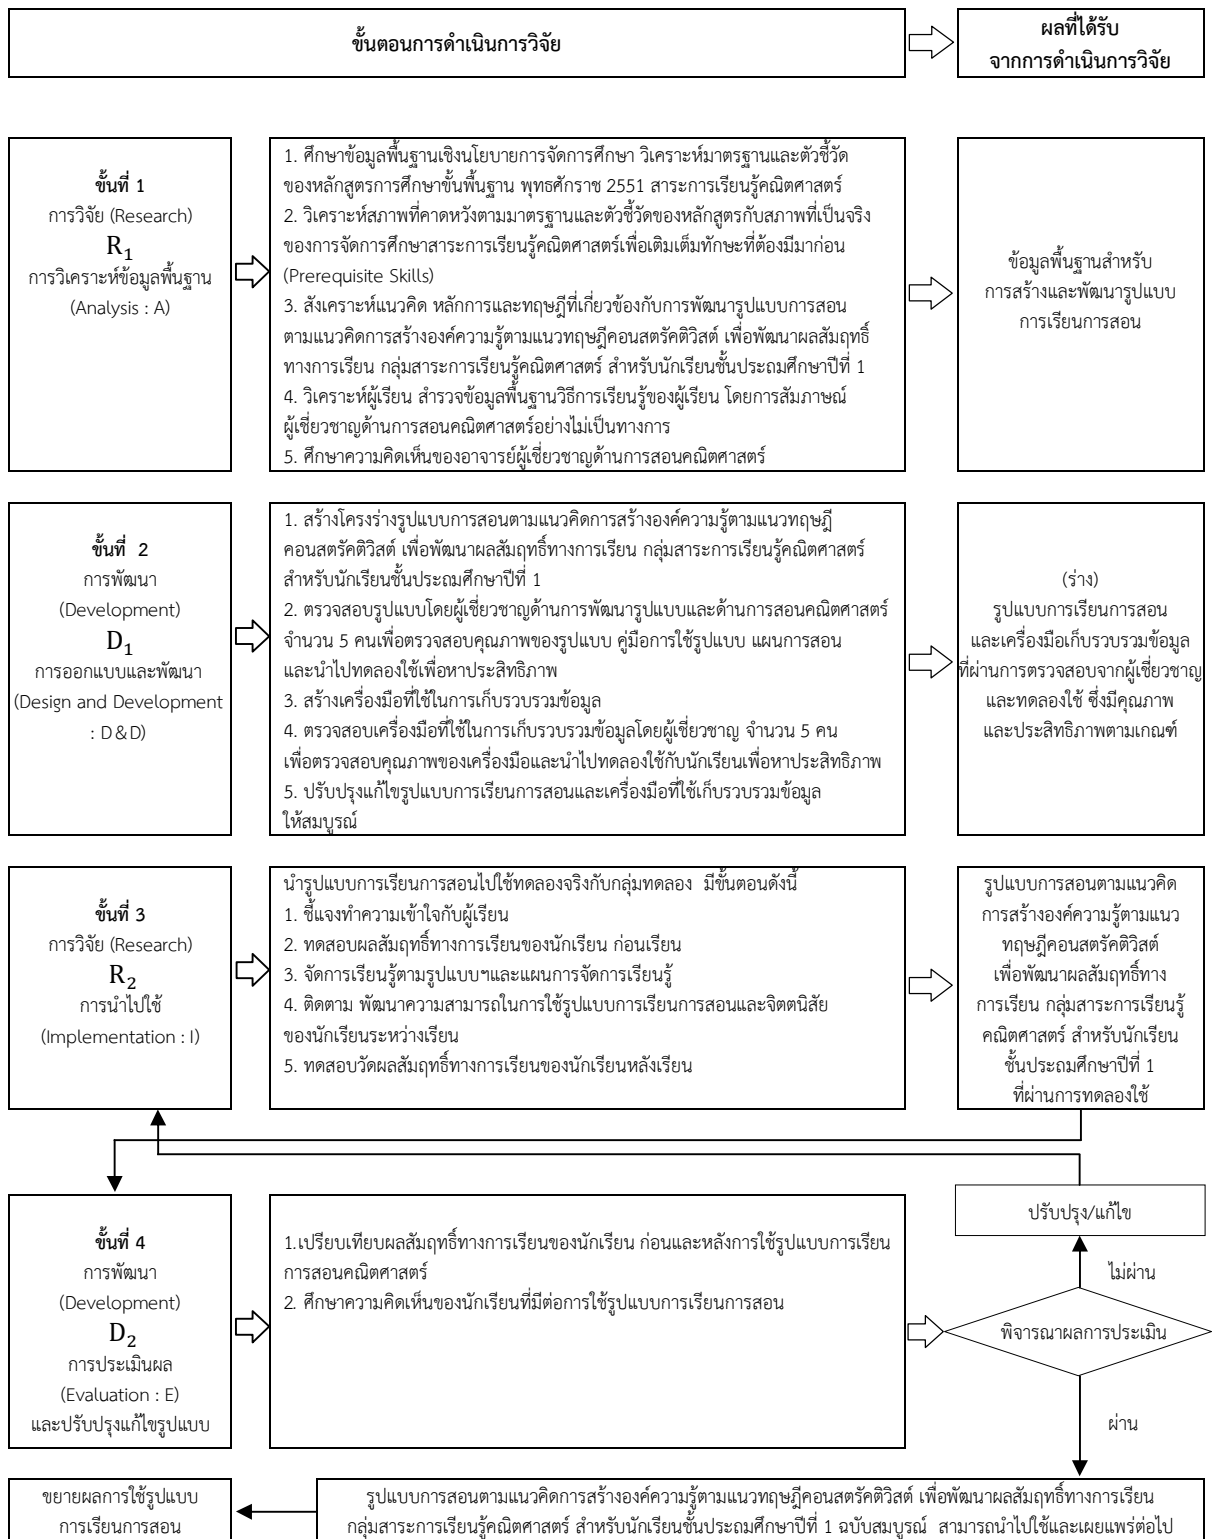 ขั้นตอนการดำเนินการวิจัย
ผลที่ได้รับ
จากการดำเนินการวิจัย
ขั้นที่ 1
การวิจัย (Research)
R₁
การวิเคราะห์ข้อมูลพื้นฐาน
(Analysis : A)
1. ศึกษาข้อมูลพื้นฐานเชิงนโยบายการจัดการศึกษา วิเคราะห์มาตรฐานและตัวชี้วัด
ของหลักสูตรการศึกษาขั้นพื้นฐาน พุทธศักราช 2551 สาระการเรียนรู้คณิตศาสตร์
2. วิเคราะห์สภาพที่คาดหวังตามมาตรฐานและตัวชี้วัดของหลักสูตรกับสภาพที่เป็นจริง
ของการจัดการศึกษาสาระการเรียนรู้คณิตศาสตร์เพื่อเติมเต็มทักษะที่ต้องมีมาก่อน
(Prerequisite Skills)
3. สังเคราะห์แนวคิด หลักการและทฤษฎีที่เกี่ยวข้องกับการพัฒนารูปแบบการสอน
ตามแนวคิดการสร้างองค์ความรู้ตามแนวทฤษฎีคอนสตรัคติวิสต์ เพื่อพัฒนาผลสัมฤทธิ์
ทางการเรียน กลุ่มสาระการเรียนรู้คณิตศาสตร์ สำหรับนักเรียนชั้นประถมศึกษาปีที่ 1
4. วิเคราะห์ผู้เรียน สำรวจข้อมูลพื้นฐานวิธีการเรียนรู้ของผู้เรียน โดยการสัมภาษณ์
ผู้เชี่ยวชาญด้านการสอนคณิตศาสตร์อย่างไม่เป็นทางการ
5. ศึกษาความคิดเห็นของอาจารย์ผู้เชี่ยวชาญด้านการสอนคณิตศาสตร์
ข้อมูลพื้นฐานสำหรับ
การสร้างและพัฒนารูปแบบ
การเรียนการสอน
ขั้นที่ 2
การพัฒนา
(Development)
D₁
การออกแบบและพัฒนา
(Design and Development
: D&D)
1. สร้างโครงร่างรูปแบบการสอนตามแนวคิดการสร้างองค์ความรู้ตามแนวทฤษฎี
คอนสตรัคติวิสต์ เพื่อพัฒนาผลสัมฤทธิ์ทางการเรียน กลุ่มสาระการเรียนรู้คณิตศาสตร์
สำหรับนักเรียนชั้นประถมศึกษาปีที่ 1
2. ตรวจสอบรูปแบบโดยผู้เชี่ยวชาญด้านการพัฒนารูปแบบและด้านการสอนคณิตศาสตร์
จำนวน 5 คนเพื่อตรวจสอบคุณภาพของรูปแบบ คู่มือการใช้รูปแบบ แผนการสอน
และนำไปทดลองใช้เพื่อหาประสิทธิภาพ
3. สร้างเครื่องมือที่ใช้ในการเก็บรวบรวมข้อมูล
4. ตรวจสอบเครื่องมือที่ใช้ในการเก็บรวบรวมข้อมูลโดยผู้เชี่ยวชาญ จำนวน 5 คน
เพื่อตรวจสอบคุณภาพของเครื่องมือและนำไปทดลองใช้กับนักเรียนเพื่อหาประสิทธิภาพ
5. ปรับปรุงแก้ไขรูปแบบการเรียนการสอนและเครื่องมือที่ใช้เก็บรวบรวมข้อมูล
ให้สมบูรณ์
(ร่าง)
รูปแบบการเรียนการสอน
และเครื่องมือเก็บรวบรวมข้อมูล
ที่ผ่านการตรวจสอบจากผู้เชี่ยวชาญ
และทดลองใช้ ซึ่งมีคุณภาพ
และประสิทธิภาพตามเกณฑ์
ขั้นที่ 3
การวิจัย (Research)
R₂
การนำไปใช้
(Implementation : I)
นำรูปแบบการเรียนการสอนไปใช้ทดลองจริงกับกลุ่มทดลอง มีขั้นตอนดังนี้
1. ชี้แจงทำความเข้าใจกับผู้เรียน
2. ทดสอบผลสัมฤทธิ์ทางการเรียนของนักเรียน ก่อนเรียน
3. จัดการเรียนรู้ตามรูปแบบฯและแผนการจัดการเรียนรู้
4. ติดตาม พัฒนาความสามารถในการใช้รูปแบบการเรียนการสอนและจิตตนิสัย
ของนักเรียนระหว่างเรียน
5. ทดสอบวัดผลสัมฤทธิ์ทางการเรียนของนักเรียนหลังเรียน
รูปแบบการสอนตามแนวคิด
การสร้างองค์ความรู้ตามแนว
ทฤษฎีคอนสตรัคติวิสต์
เพื่อพัฒนาผลสัมฤทธิ์ทาง
การเรียน กลุ่มสาระการเรียนรู้
คณิตศาสตร์ สำหรับนักเรียน
ชั้นประถมศึกษาปีที่ 1
ที่ผ่านการทดลองใช้
ขั้นที่ 4
การพัฒนา
(Development)
D₂
การประเมินผล
(Evaluation : E)
และปรับปรุงแก้ไขรูปแบบ
1.เปรียบเทียบผลสัมฤทธิ์ทางการเรียนของนักเรียน ก่อนและหลังการใช้รูปแบบการเรียน
การสอนคณิตศาสตร์
2. ศึกษาความคิดเห็นของนักเรียนที่มีต่อการใช้รูปแบบการเรียนการสอน
ปรับปรุง/แก้ไข
ไม่ผ่าน
พิจารณาผลการประเมิน
ผ่าน
ขยายผลการใช้รูปแบบ
การเรียนการสอน
รูปแบบการสอนตามแนวคิดการสร้างองค์ความรู้ตามแนวทฤษฎีคอนสตรัคติวิสต์ เพื่อพัฒนาผลสัมฤทธิ์ทางการเรียน
กลุ่มสาระการเรียนรู้คณิตศาสตร์ สำหรับนักเรียนชั้นประถมศึกษาปีที่ 1 ฉบับสมบูรณ์ สามารถนำไปใช้และเผยแพร่ต่อไป